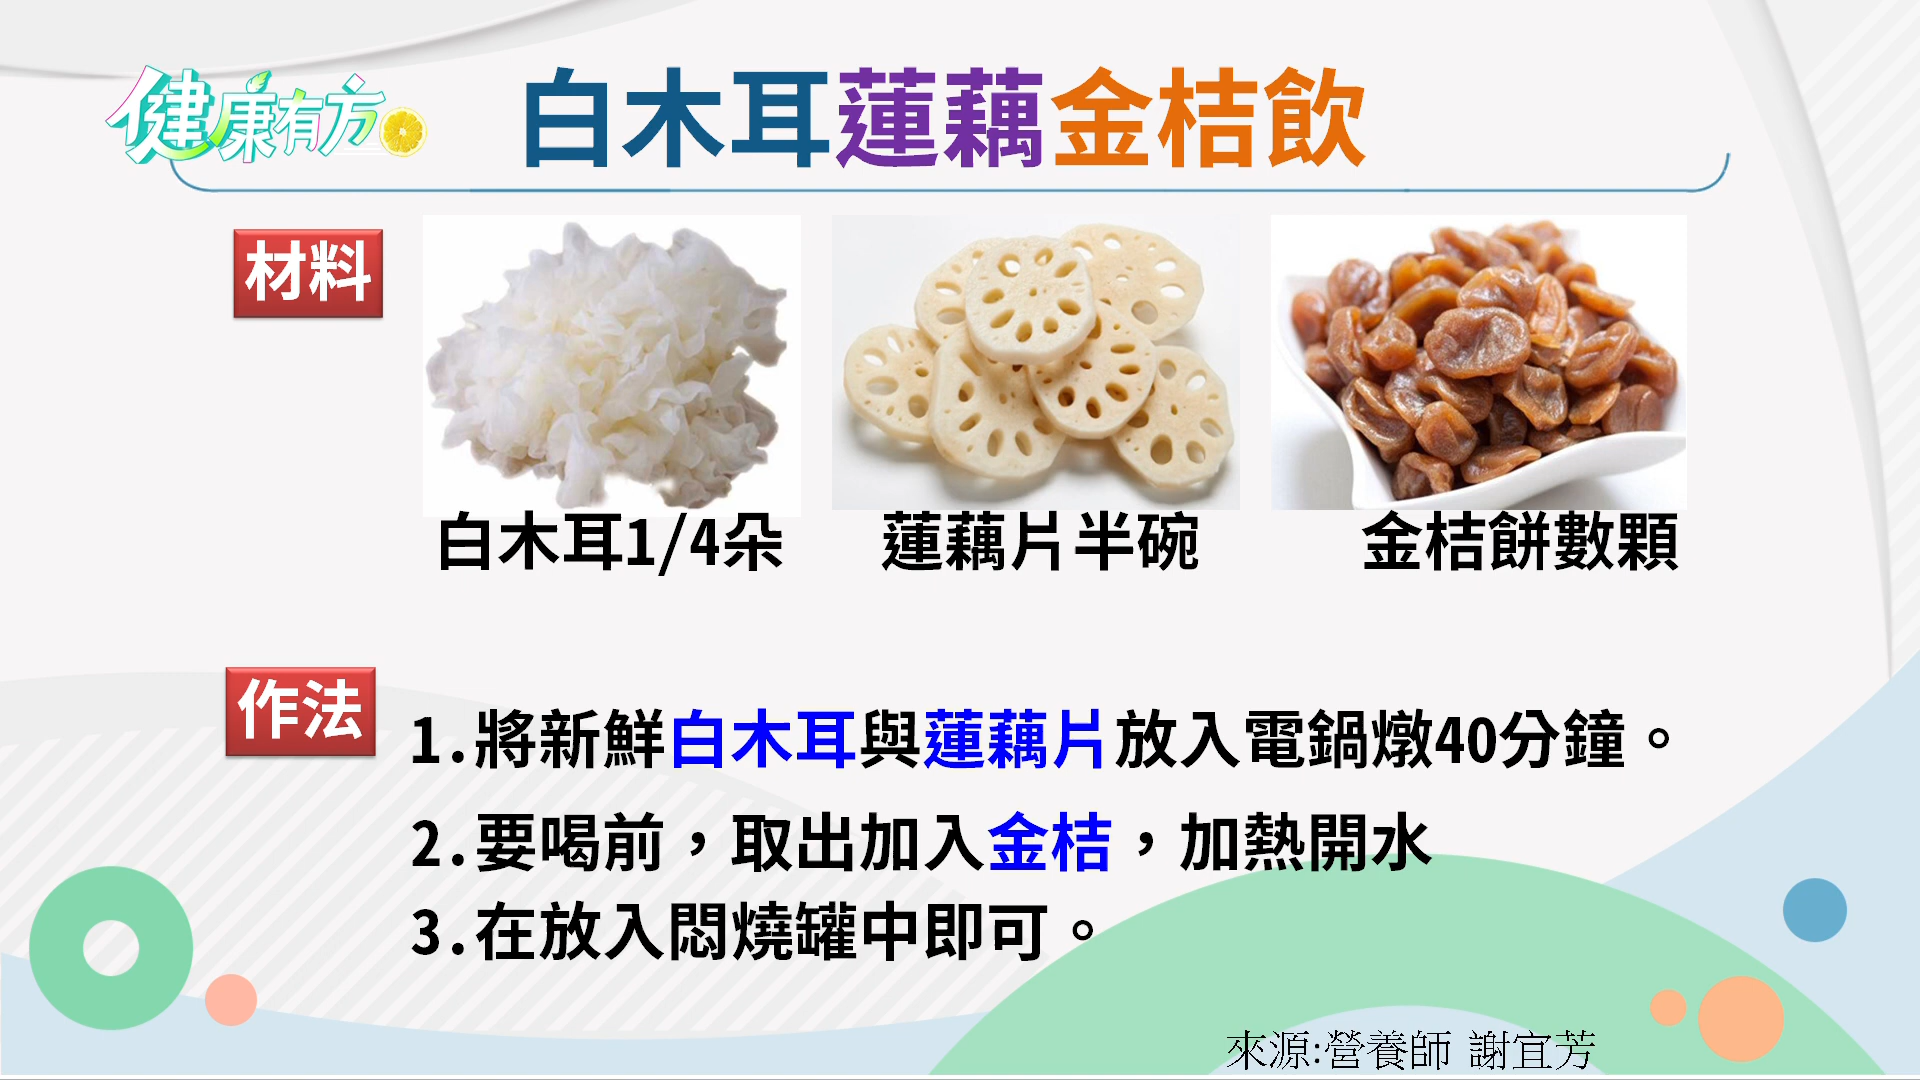 健康有方
白木耳蓮藕金桔飲
材料
白木耳1/4朵
蓮藕片半碗
金桔餅數顆
作法
1.將新鮮白木耳與蓮藕片放入電鍋燉40分鐘。
2.要喝前，取出加入金桔，加熱開水
3.在放入悶燒罐中即可。
來源:營養師 謝宜芳